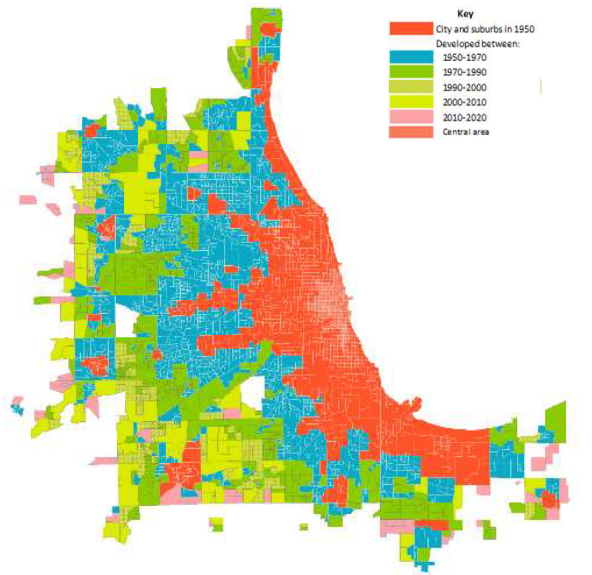 Key
City and suburbs in 1950
Developed between:
1950-1970
1970-1990
1990-2000
2000-2010
2010-2020
Central area